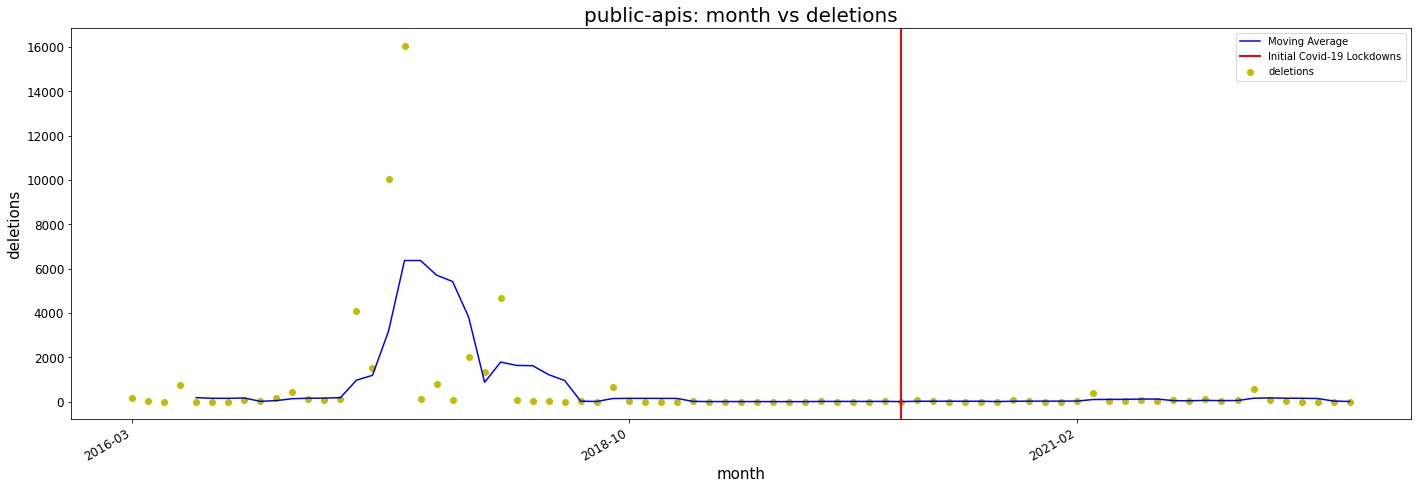 public-apis: month vs deletions
Moving Average
Initial Covid-19 Lockdowns
deletions
16000
14000
12000
10000
8000
6000
4000
2000
0
deletions
2016-03
2018-10
2021-02
month